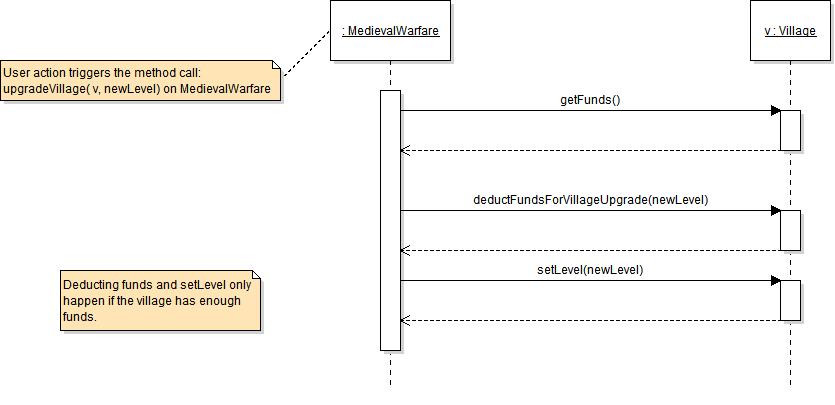 : MedievalWarfare
v : Village
User action triggers the method call:
upgradeVillage( v, newLevel) on MedievalWarfare
getFunds()
deductFundsForVillageUpgrade(newLevel)
setLevel(newLevel)
Deducting funds and setLevel only
happen if the village has enough
funds.